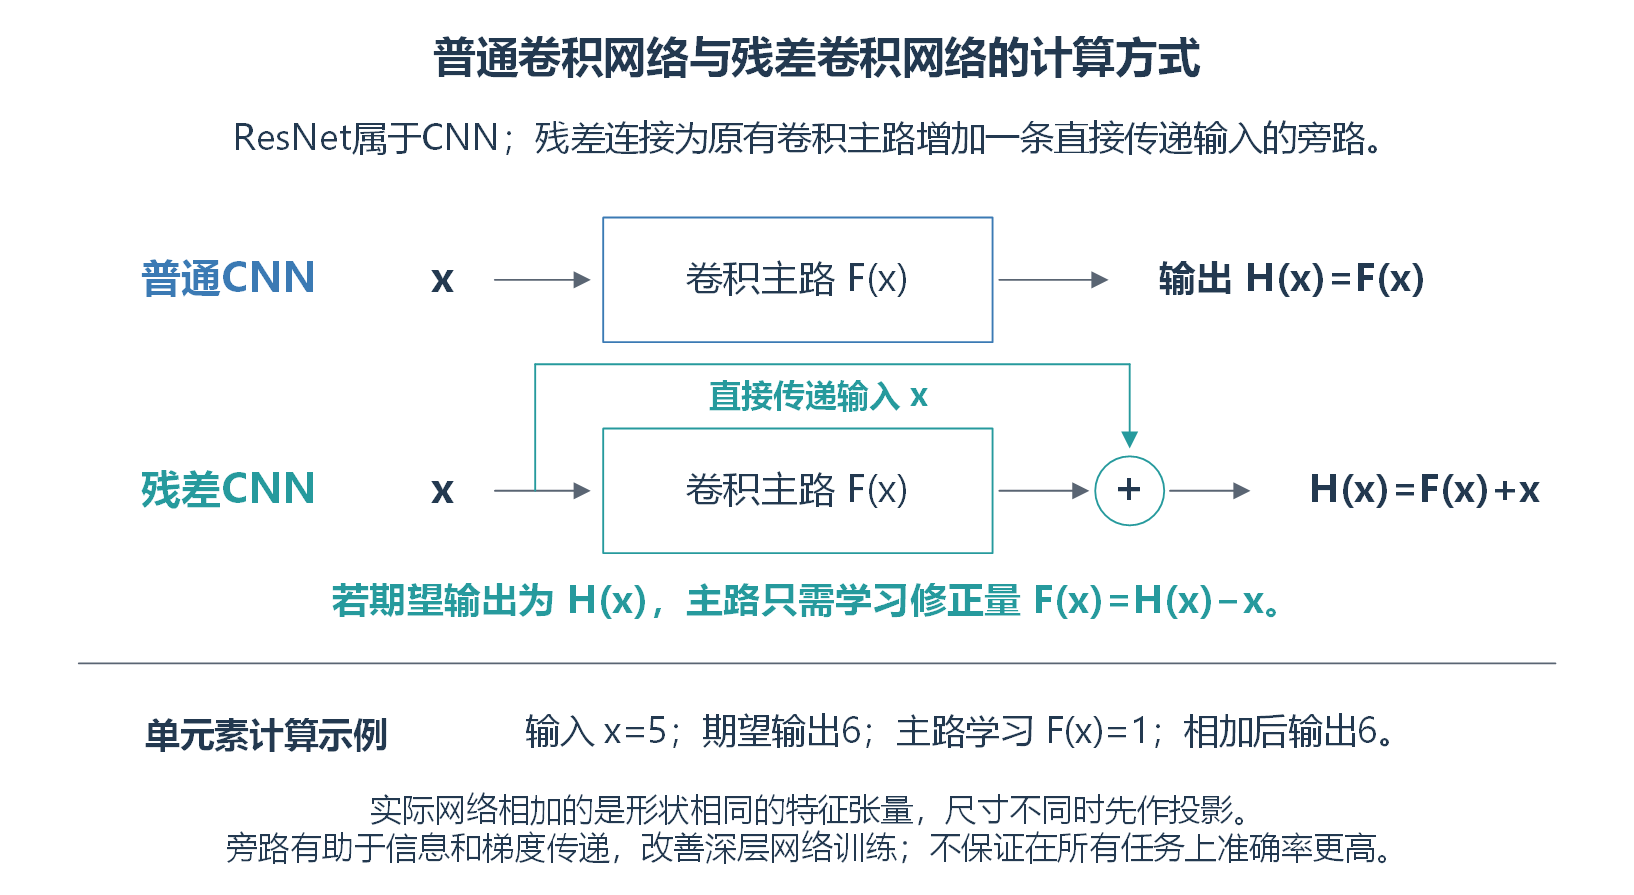 普通卷积网络与残差卷积网络的计算方式
ResNet属于CNN；残差连接为原有卷积主路增加一条直接传递输入的旁路。
普通CNN x 卷积主路 F(x) 输出 H(x)=F(x)
直接传递输入 x
残差CNN x 卷积主路 F(x) + H(x)=F(x)+x
若期望输出为 H(x)，主路只需学习修正量 F(x)=H(x)−x。
单元素计算示例 输入 x=5；期望输出6；主路学习 F(x)=1；相加后输出6。
实际网络相加的是形状相同的特征张量，尺寸不同时先作投影。
旁路有助于信息和梯度传递，改善深层网络训练；不保证在所有任务上准确率更高。